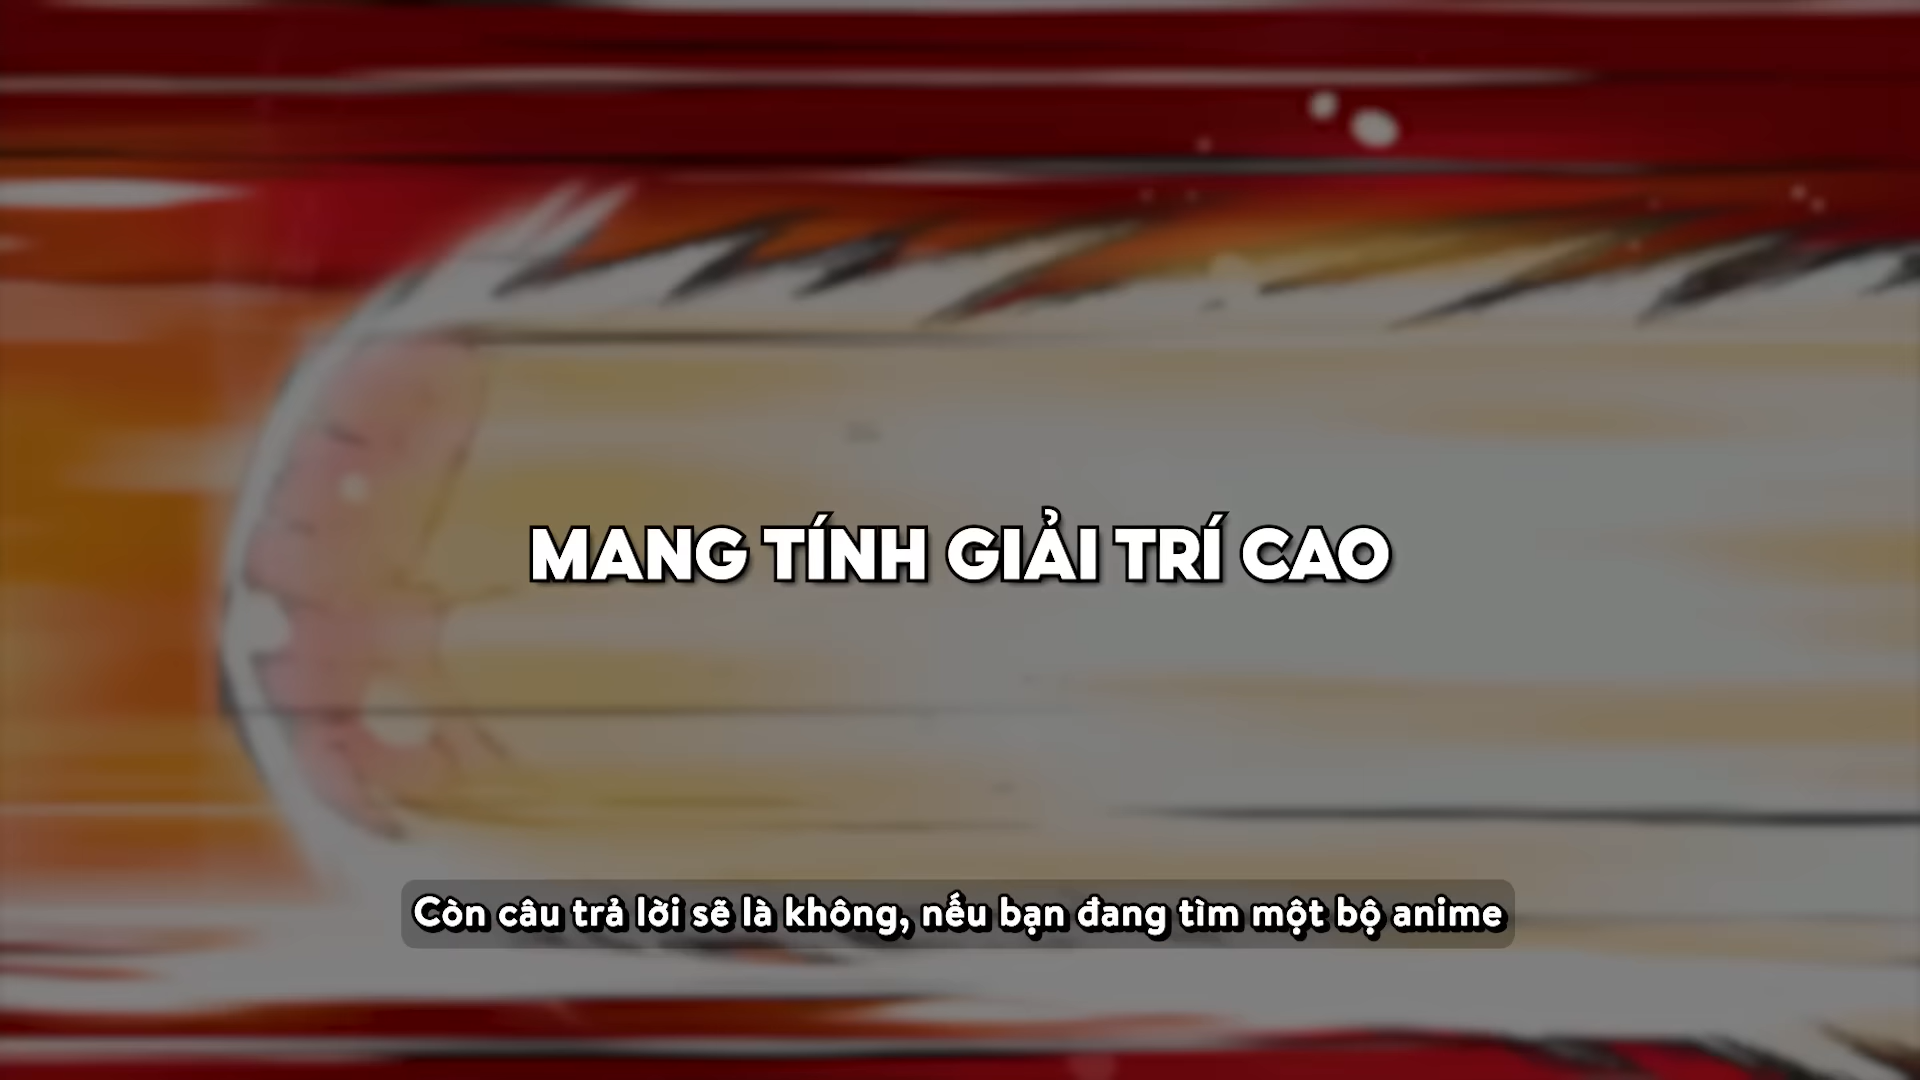 MANG TÍNH GIẢI TRÍ CAO
Còn câu trả lời sẽ là không, nếu bạn đang tìm một bộ anime